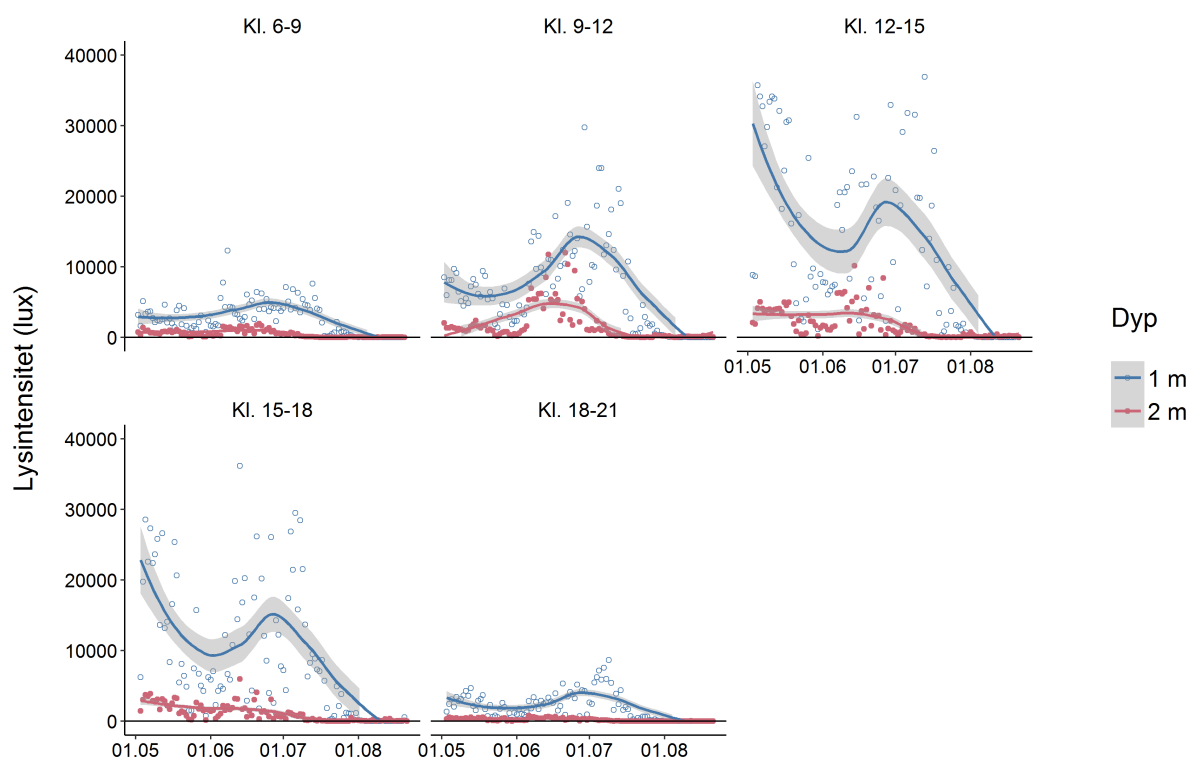 Kl. 6-9 Kl. 9-12 Kl. 12-15
40000
30000
20000
10000
0
01.05 01.06 01.07 01.08
Lysintensitet (lux)
Dyp
1 m
2 m
Kl. 15-18 Kl. 18-21
40000
30000
20000
10000
0
01.05 01.06 01.07 01.08 01.05 01.06 01.07 01.08